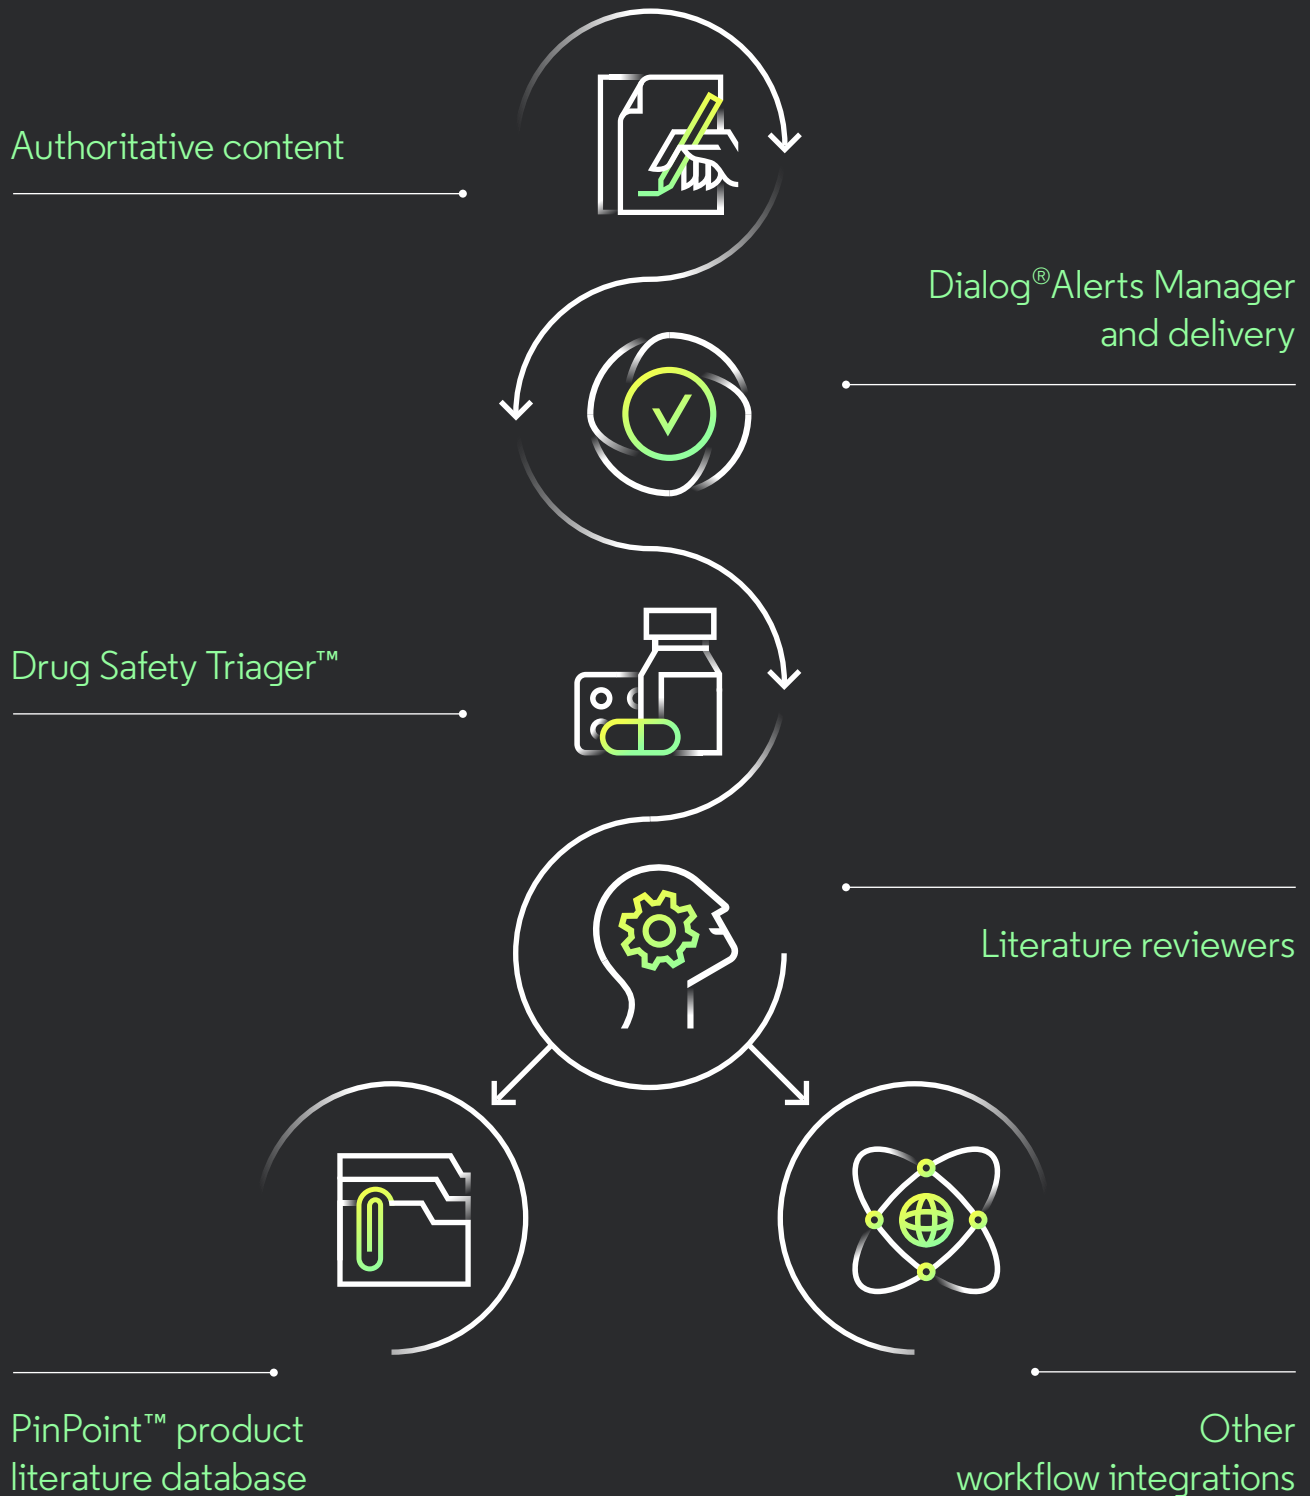 Authoritative content
Dialog®Alerts Manager
and delivery
Drug Safety Triager™
Literature reviewers
PinPoint™ product
literature database
Other
workflow integrations